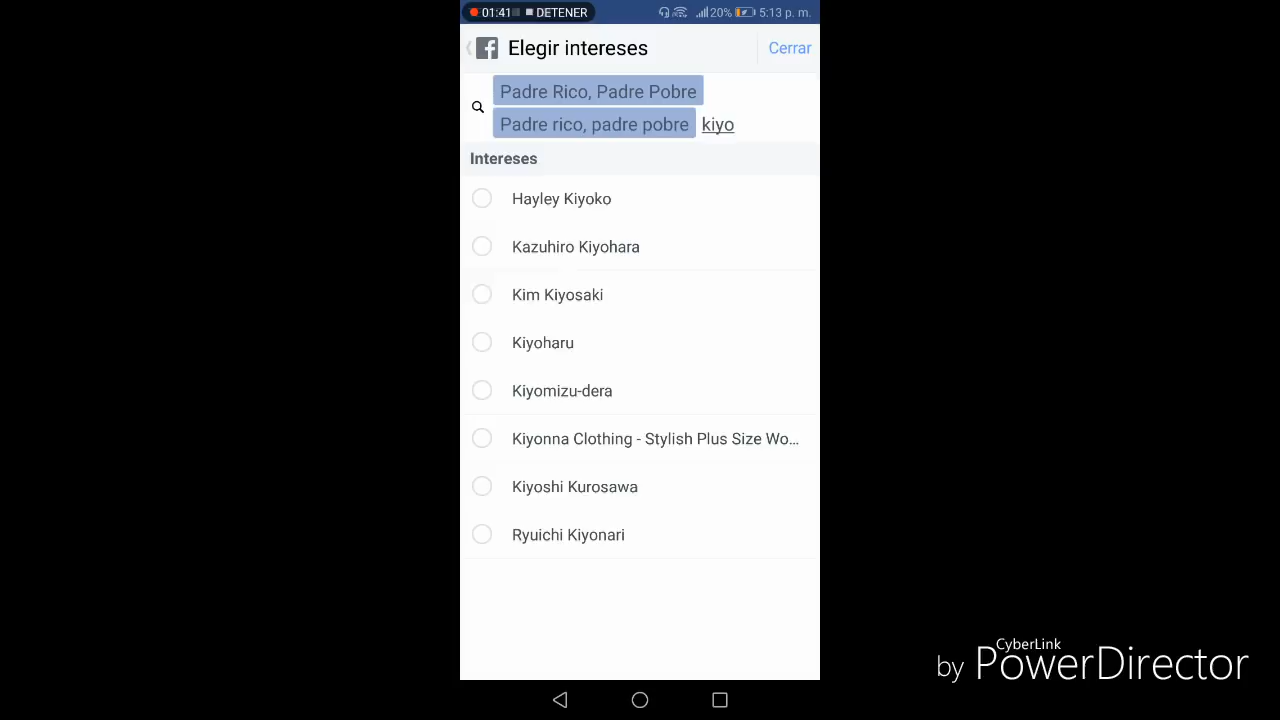 01:41 DETENER 20% 5:13 p. m.
Elegir intereses Cerrar
Padre Rico, Padre Pobre
Padre rico, padre pobre kiyo
Intereses
Hayley Kiyoko
Kazuhiro Kiyohara
Kim Kiyosaki
Kiyoharu
Kiyomizu-dera
Kiyonna Clothing - Stylish Plus Size Wo...
Kiyoshi Kurosawa
Ryuichi Kiyonari
CyberLink
by PowerDirector